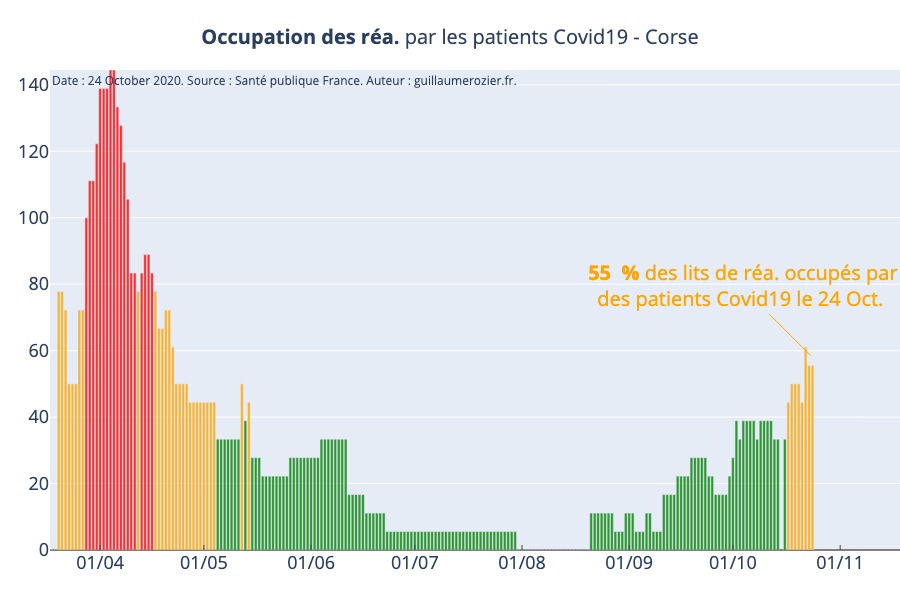 Occupation des réa. par les patients Covid19 - Corse
Date : 24 October 2020. Source : Santé publique France. Auteur : guillaumerozier.fr.
140
120
100
80
60
40
20
0
55 % des lits de réa. occupés par
des patients Covid19 le 24 Oct.
01/04 01/05 01/06 01/07 01/08 01/09 01/10 01/11